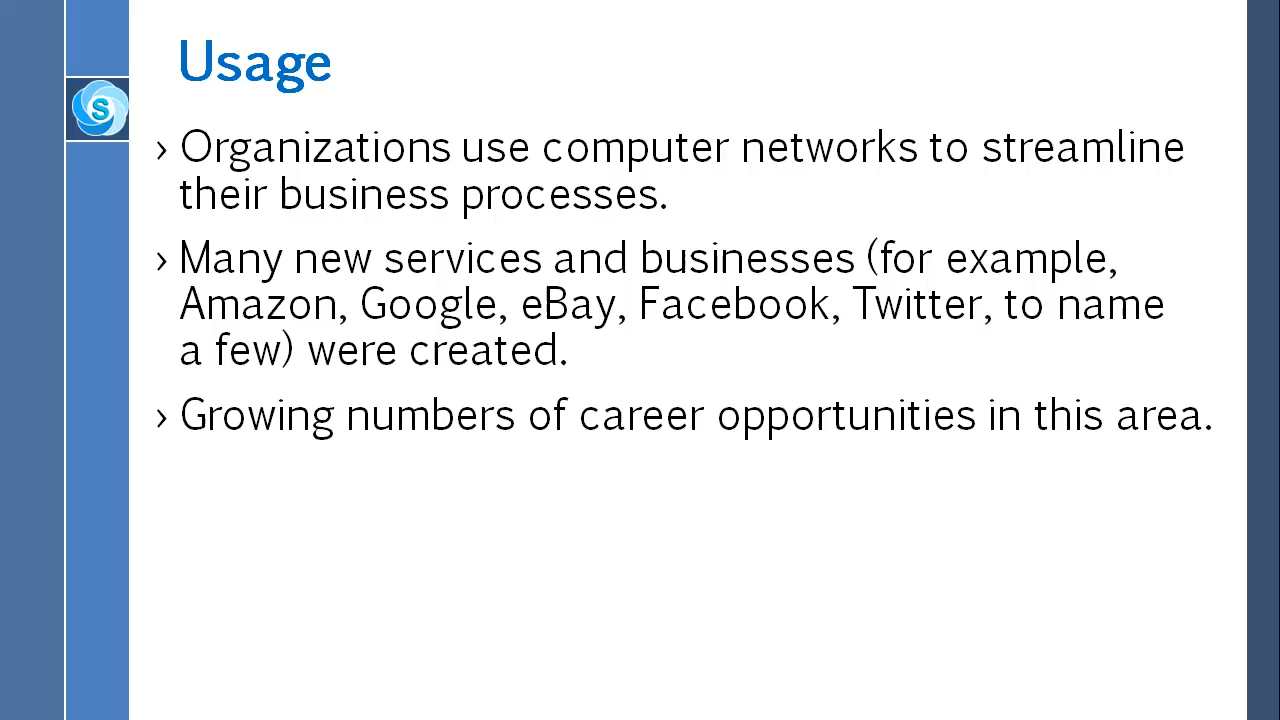 Usage
S
› Organizations use computer networks to streamline
their business processes.
› Many new services and businesses (for example,
Amazon, Google, eBay, Facebook, Twitter, to name
a few) were created.
› Growing numbers of career opportunities in this area.